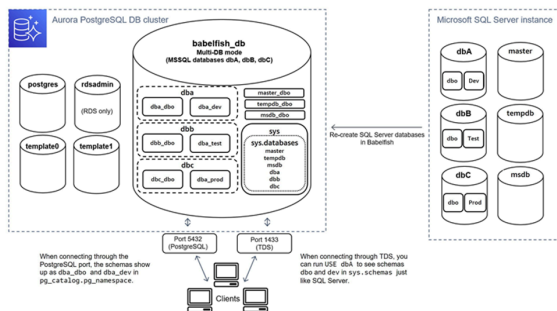 Aurora PostgreSQL DB cluster
babelfish_db
Multi-DB mode
(MSSQL databases dbA, dbB, dbC)
postgres
rdsadmin
(RDS only)
template0
template1
dba
dba_dbo
dba_dev
dbb
dbb_dbo
dba_test
dbc
dbc_dbo
dba_prod
master_dbo
tempdb_dbo
msdb_dbo
sys
sys.databases
master
tempdb
msdb
dba
dbb
dbc
Re-create SQL Server databases
in Babelfish
Microsoft SQL Server instance
dbA
dbo
Dev
master
dbB
dbo
Test
tempdb
dbC
dbo
Prod
msdb
Port 5432
(PostgreSQL)
Port 1433
(TDS)
When connecting through the
PostgreSQL port, the schemas show
up as dba_dbo and dba_dev in
pg_catalog.pg_namespace.
When connecting through TDS, you
can run USE dbA to see schemas
dbo and dev in sys.schemas just
like SQL Server.
Clients